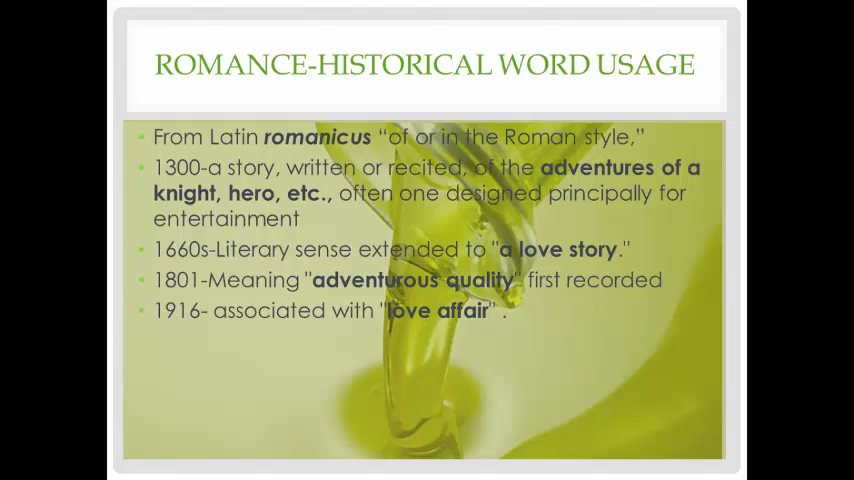 ROMANCE-HISTORICAL WORD USAGE
• From Latin romanicus “of or in the Roman style,”
• 1300-a story, written or recited, of the adventures of a
knight, hero, etc., often one designed principally for
entertainment
• 1660s-Literary sense extended to "a love story."
• 1801-Meaning "adventurous quality" first recorded
• 1916- associated with "love affair" .